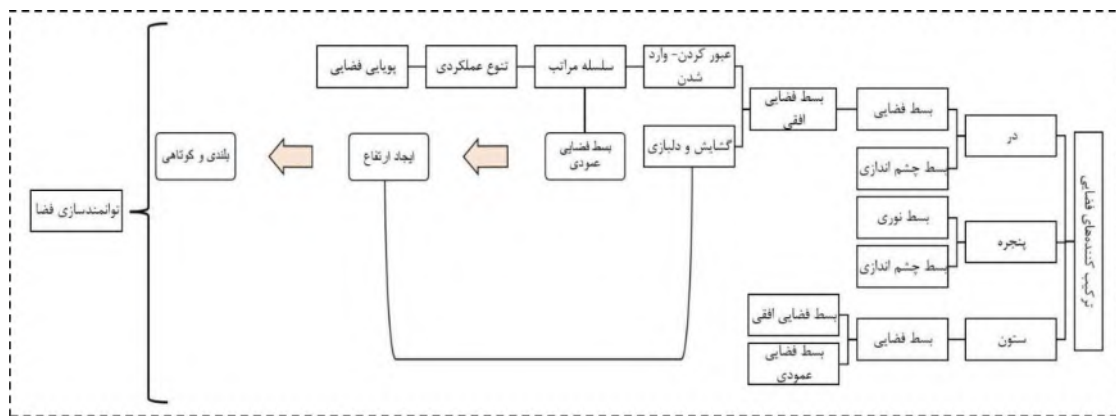 ترکیب کننده‌های فضایی
در
پنجره
ستون
بسط فضایی
بسط چشم اندازی
بسط نوری
بسط چشم اندازی
بسط فضایی
بسط فضایی
افقی
بسط فضایی افقی
بسط فضایی
عمودی
عبور کردن- وارد
شدن
گشایش و دلبازی
سلسله مراتب
تنوع عملکردی
پویایی فضایی
بسط فضایی
عمودی
ایجاد ارتفاع
بلندی و کوتاهی
توانمندسازی فضا